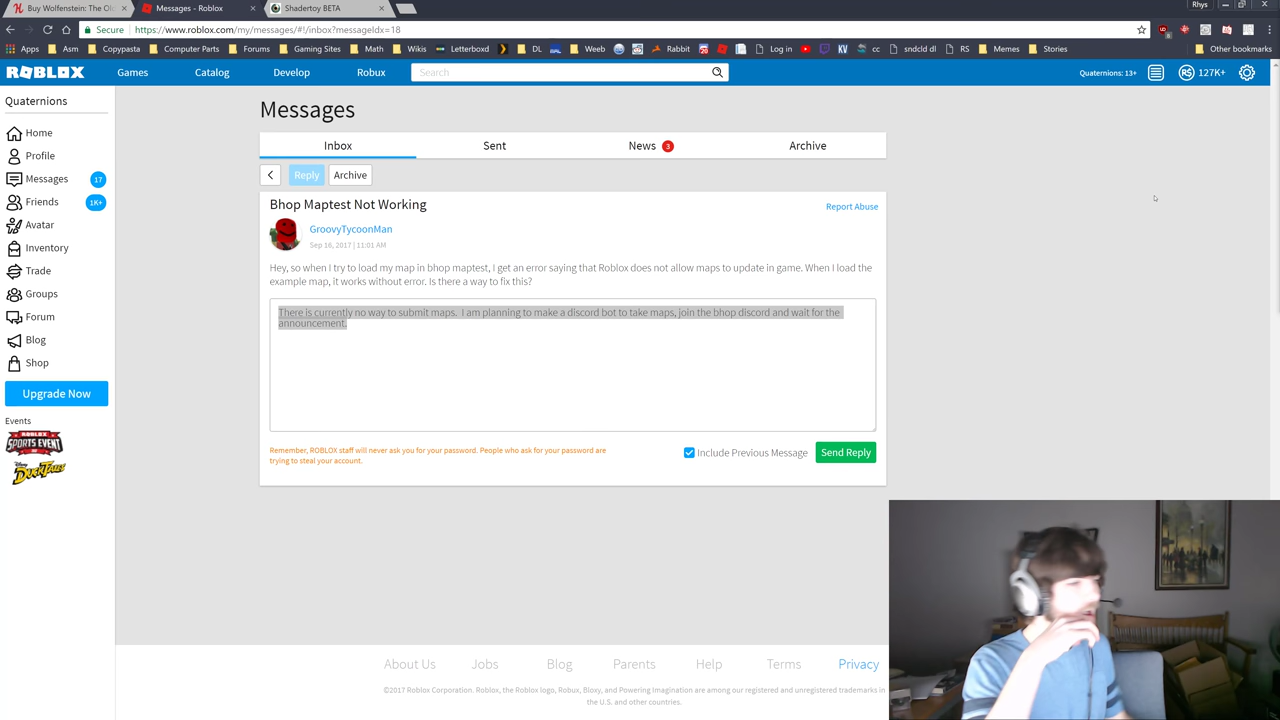 Buy Wolfenstein: The Old
Messages - Roblox
Shadertoy BETA
Rhys
Secure
https://www.roblox.com/my/messages/#!/inbox?messageIdx=18
Apps
Asm
Copypasta
Computer Parts
Forums
Gaming Sites
Math
Wikis
Letterboxd
DL
Weeb
Rabbit
Log in
KV
cc
sndcld dl
RS
Memes
Stories
Other bookmarks
ROBLOX
Games
Catalog
Develop
Robux
Search
Quaternions: 13+
R$
127K+
Quaternions
Home
Profile
Messages 17
Friends 1K+
Avatar
Inventory
Trade
Groups
Forum
Blog
Shop
Upgrade Now
Events
ROBLOX
SPORTS EVENT
DUCKTALES
Messages
Inbox
Sent
News 3
Archive
Reply
Archive
Bhop Maptest Not Working
Report Abuse
GroovyTycoonMan
Sep 16, 2017 | 11:01 AM
Hey, so when I try to load my map in bhop maptest, I get an error saying that Roblox does not allow maps to update in game. When I load the
example map, it works without error. Is there a way to fix this?
There is currently no way to submit maps.  I am planning to make a discord bot to take maps, join the bhop discord and wait for the
announcement.
Remember, ROBLOX staff will never ask you for your password. People who ask for your password are
trying to steal your account.
Include Previous Message
Send Reply
About Us
Jobs
Blog
Parents
Help
Terms
Privacy
©2017 Roblox Corporation. Roblox, the Roblox logo, Robux, Bloxy, and Powering Imagination are among our registered and unregistered trademarks in
the U.S. and other countries.